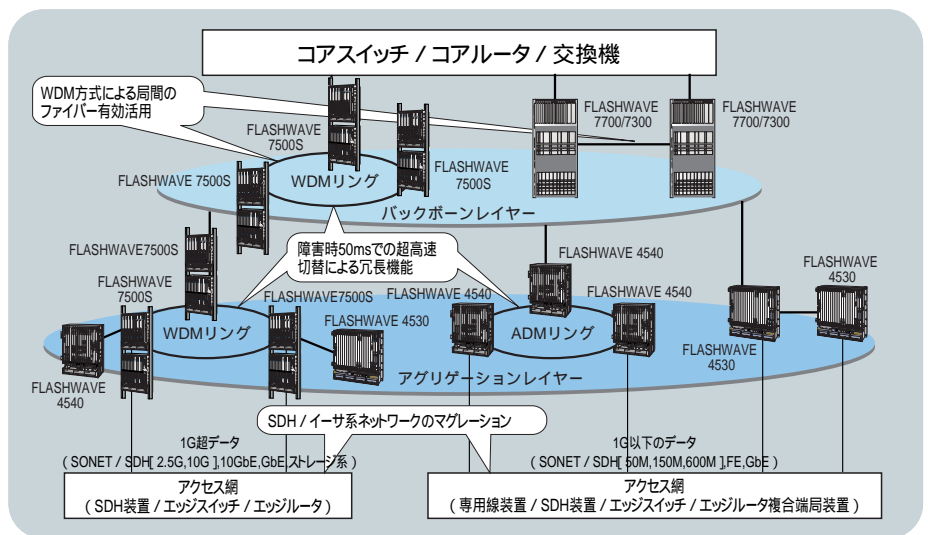 コアスイッチ / コアルータ / 交換機
WDM方式による局間の
ファイバー有効活用
FLASHWAVE
7500S
FLASHWAVE
7700/7300
FLASHWAVE
7700/7300
FLASHWAVE 7500S
WDMリング
FLASHWAVE
7500S
バックボーンレイヤー
FLASHWAVE7500S
障害時50msでの超高速
切替による冗長機能
FLASHWAVE 4540
FLASHWAVE
4530
FLASHWAVE
7500S
FLASHWAVE7500S
FLASHWAVE 4540
FLASHWAVE 4540
WDMリング
FLASHWAVE 4530
ADMリング
FLASHWAVE
4530
FLASHWAVE
4540
アグリゲーションレイヤー
SDH / イーサ系ネットワークのマグレーション
1G超データ
( SONET / SDH[ 2.5G,10G ],10GbE,GbE,ストレージ系 )
1G以下のデータ
( SONET / SDH[ 50M,150M,600M ],FE,GbE )
アクセス網
( SDH装置 / エッジスイッチ / エッジルータ )
アクセス網
( 専用線装置 / SDH装置 / エッジスイッチ / エッジルータ複合端局装置 )